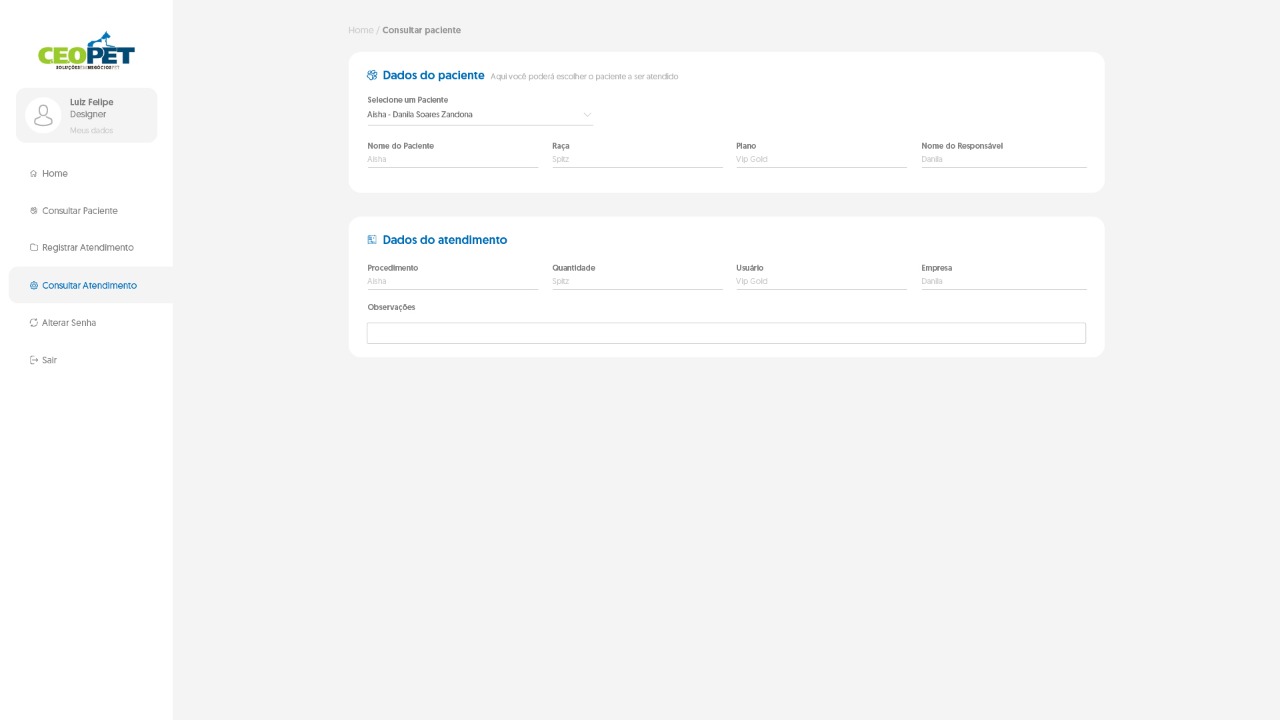 CEOPET
SOLUÇÕES EM NEGÓCIOS PET
Luiz Felipe
Designer
Meus dados
Home
Consultar Paciente
Registrar Atendimento
Consultar Atendimento
Alterar Senha
Sair
Home / Consultar paciente
Dados do paciente Aqui você poderá escolher o paciente a ser atendido
Selecione um Paciente
Aisha - Danila Soares Zanciona
Nome do Paciente Raça Plano Nome do Responsável
Aisha Spitz Vip Gold Danila
Dados do atendimento
Procedimento Quantidade Usuário Empresa
Aisha Spitz Vip Gold Danila
Observações